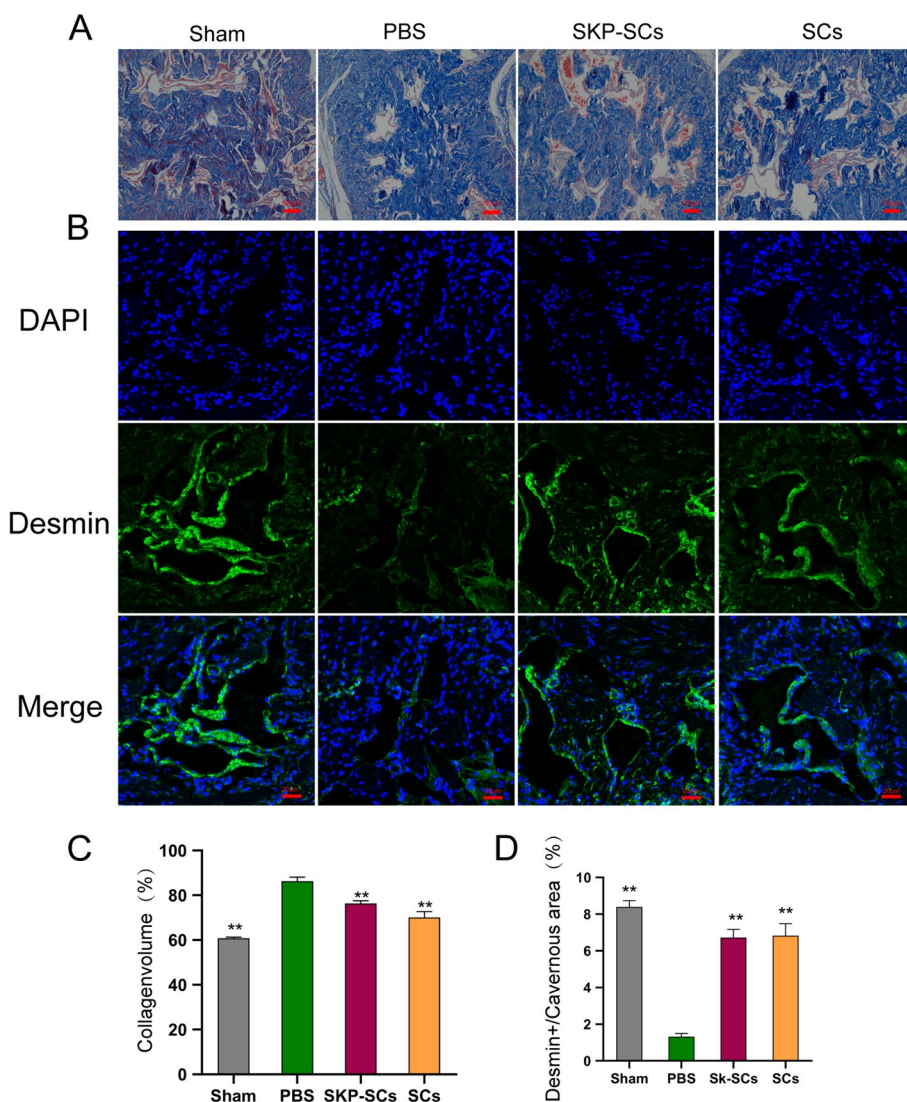 A
Sham PBS SKP-SCs SCs
B
DAPI
Desmin
Merge
C
Collagenvolume（%）
100
80
60
40
20
0
**
**
**
Sham PBS SKP-SCs SCs
D
Desmin+/Cavernous area（%）
10
8
6
4
2
0
**
**
**
Sham PBS Sk-SCs SCs